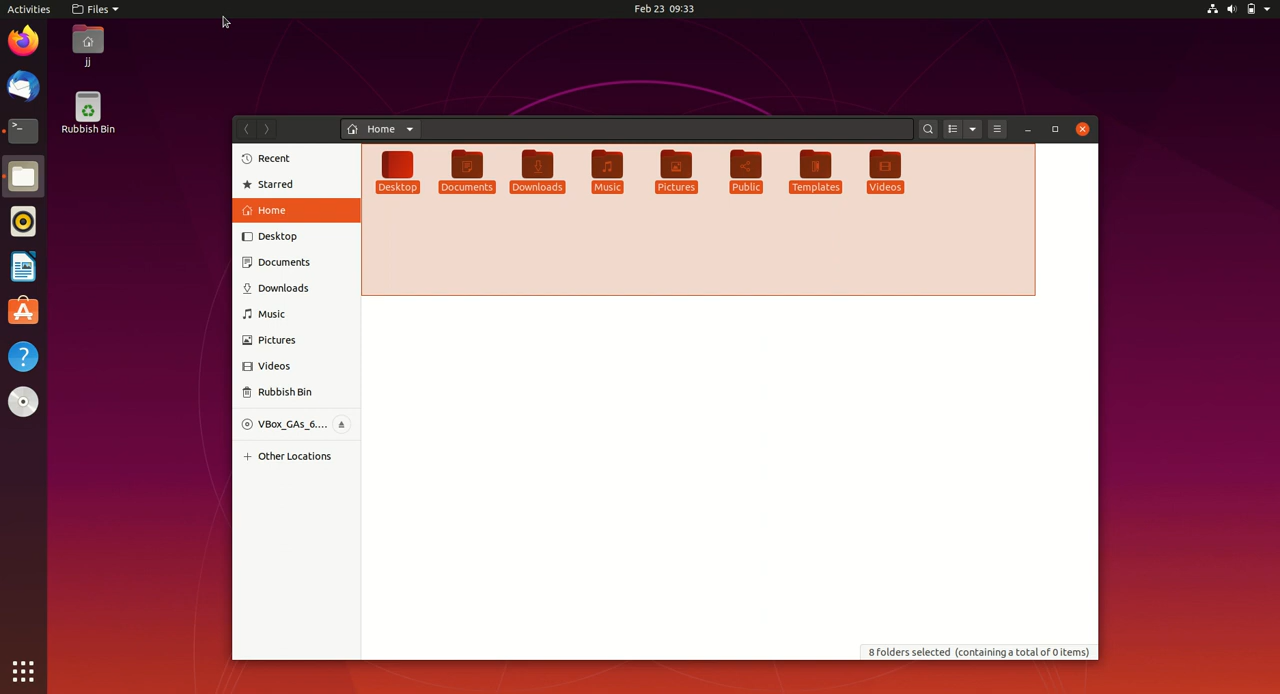 Activities
Files
Feb 23 09:33
jj
Rubbish Bin
Home
Recent
Starred
Home
Desktop
Documents
Downloads
Music
Pictures
Videos
Rubbish Bin
VBox_GAs_6....
Other Locations
Desktop
Documents
Downloads
Music
Pictures
Public
Templates
Videos
8 folders selected (containing a total of 0 items)